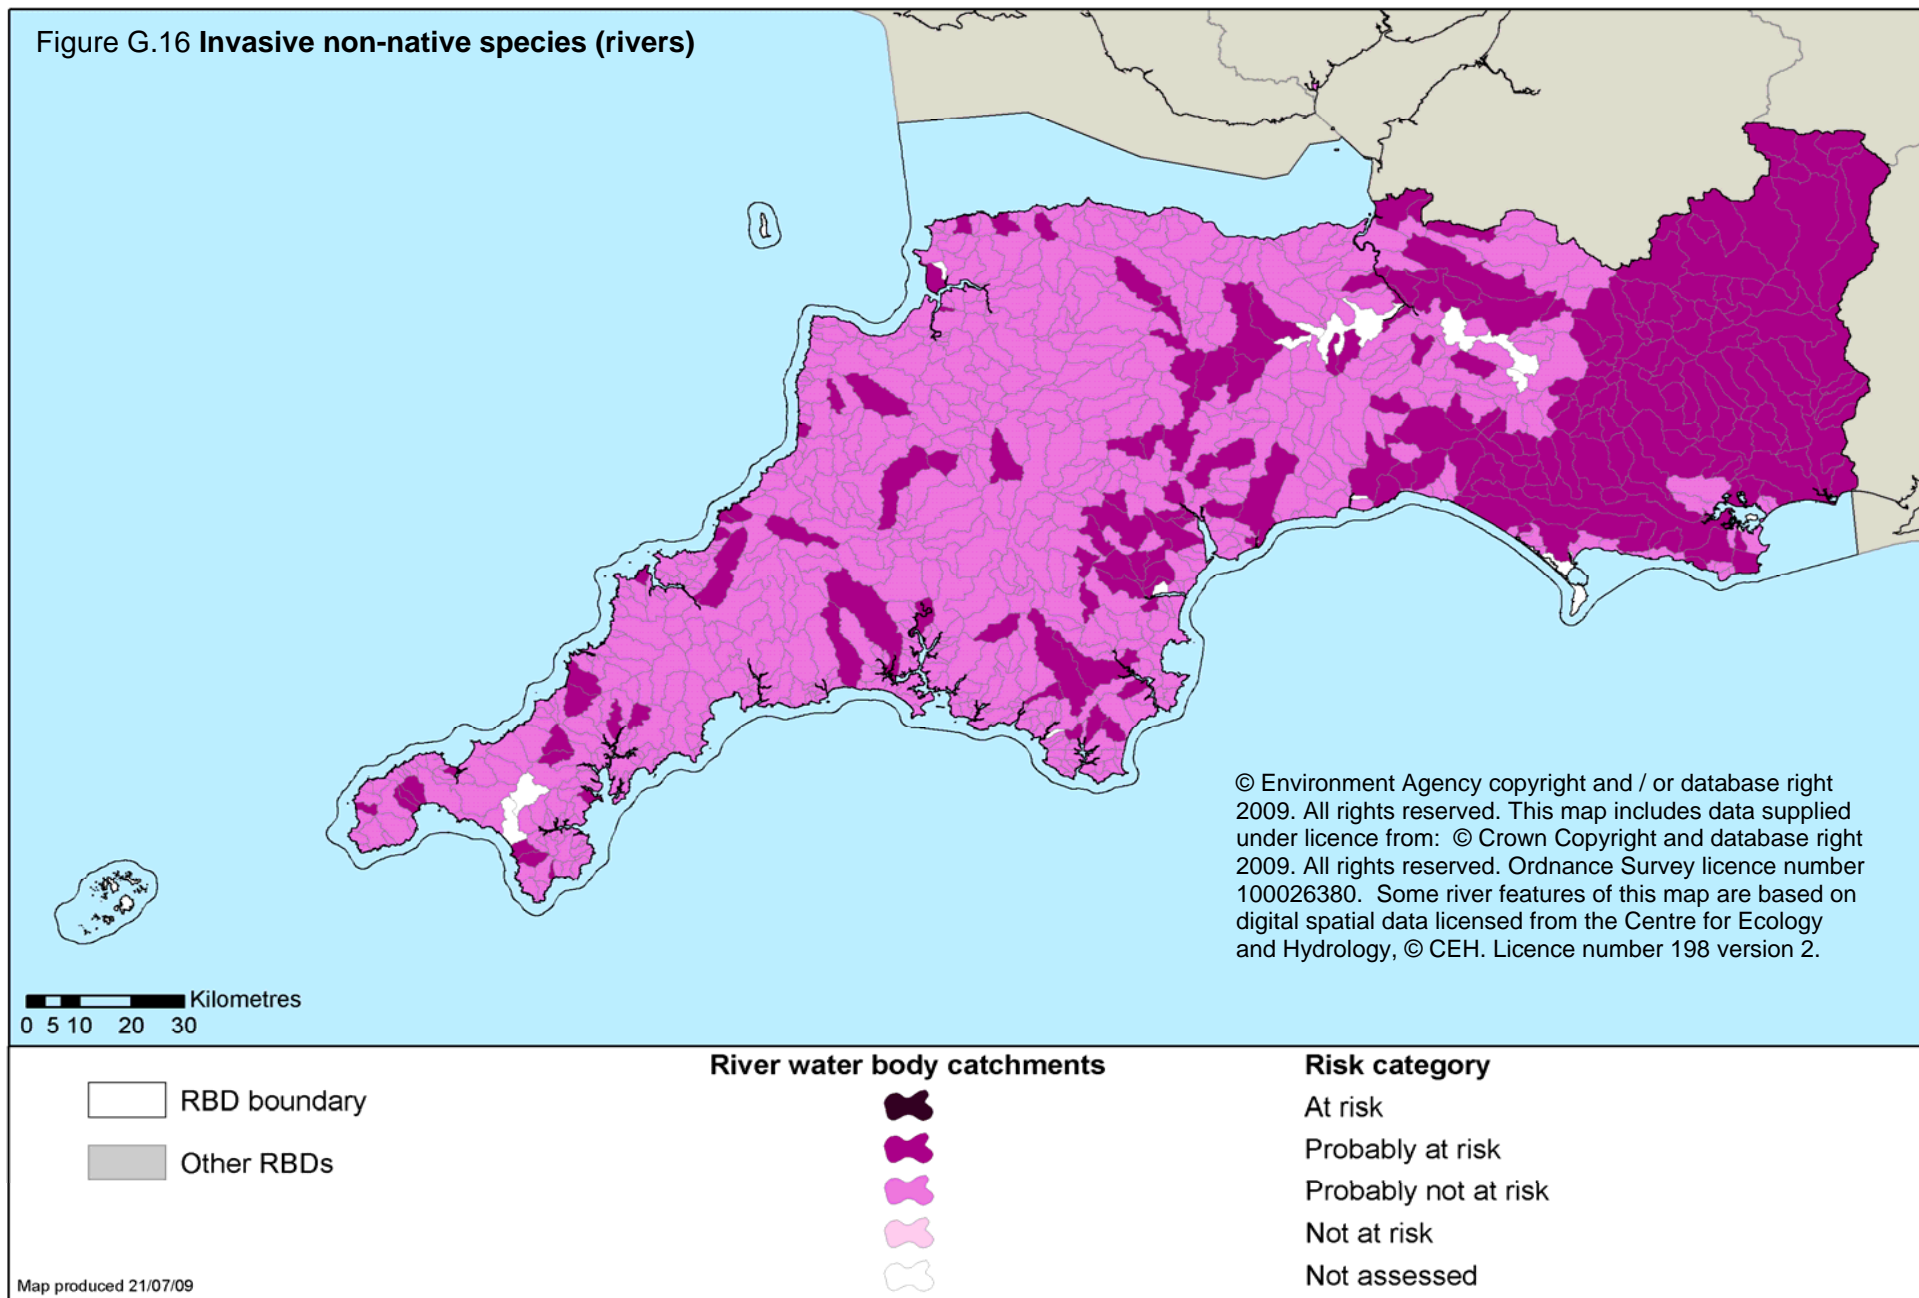 Figure G.16 Invasive non-native species (rivers)
© Environment Agency copyright and / or database right
2009. All rights reserved. This map includes data supplied
under licence from:  © Crown Copyright and database right
2009. All rights reserved. Ordnance Survey licence number
100026380.  Some river features of this map are based on
digital spatial data licensed from the Centre for Ecology
and Hydrology, © CEH. Licence number 198 version 2.
Kilometres
0 5 10 20 30
RBD boundary
Other RBDs
River water body catchments
Risk category
At risk
Probably at risk
Probably not at risk
Not at risk
Not assessed
Map produced 21/07/09